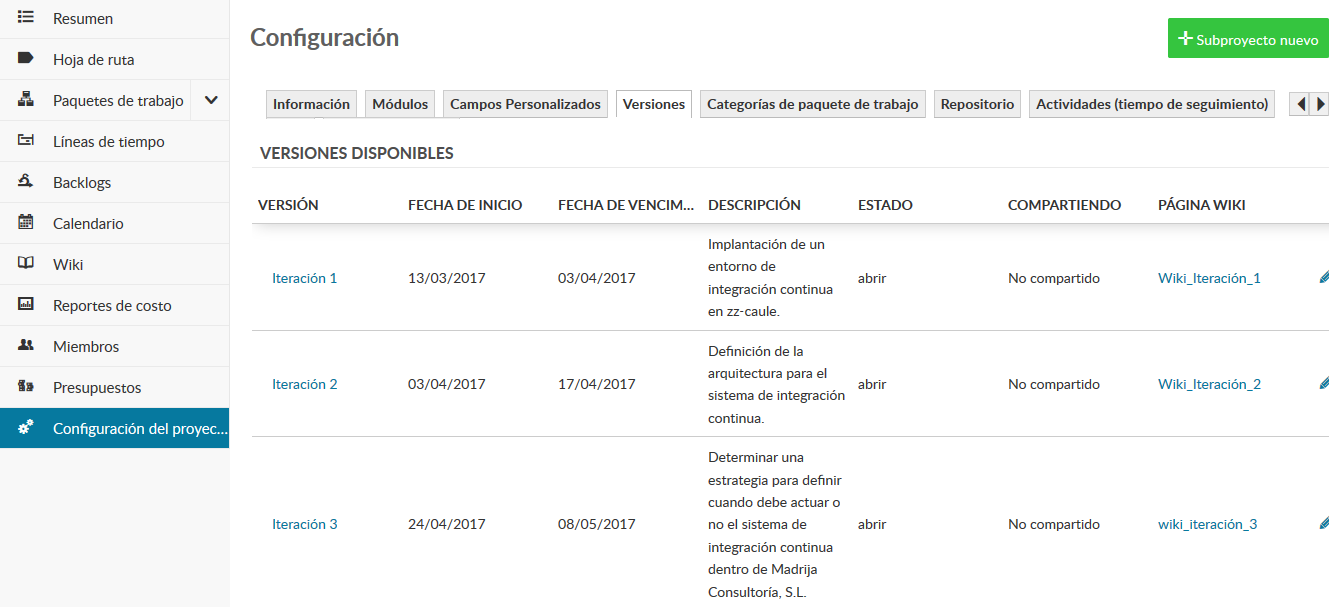 Resumen
Hoja de ruta
Paquetes de trabajo
Líneas de tiempo
Backlogs
Calendario
Wiki
Reportes de costo
Miembros
Presupuestos
Configuración del proyec...
Configuración
Subproyecto nuevo
Información Módulos Campos Personalizados Versiones Categorías de paquete de trabajo Repositorio Actividades (tiempo de seguimiento)
VERSIONES DISPONIBLES
VERSIÓN FECHA DE INICIO FECHA DE VENCIM... DESCRIPCIÓN ESTADO COMPARTIENDO PÁGINA WIKI
Implantación de un
entorno de
Iteración 1 13/03/2017 03/04/2017 abrir No compartido Wiki_Iteración_1
integración continua
en zz-caule.
Definición de la
arquitectura para el
Iteración 2 03/04/2017 17/04/2017 abrir No compartido Wiki_Iteración_2
sistema de integración
continua.
Determinar una
estrategia para definir
cuando debe actuar o
Iteración 3 24/04/2017 08/05/2017 no el sistema de abrir No compartido wiki_iteración_3
integración continua
dentro de Madrija
Consultoría, S.L.